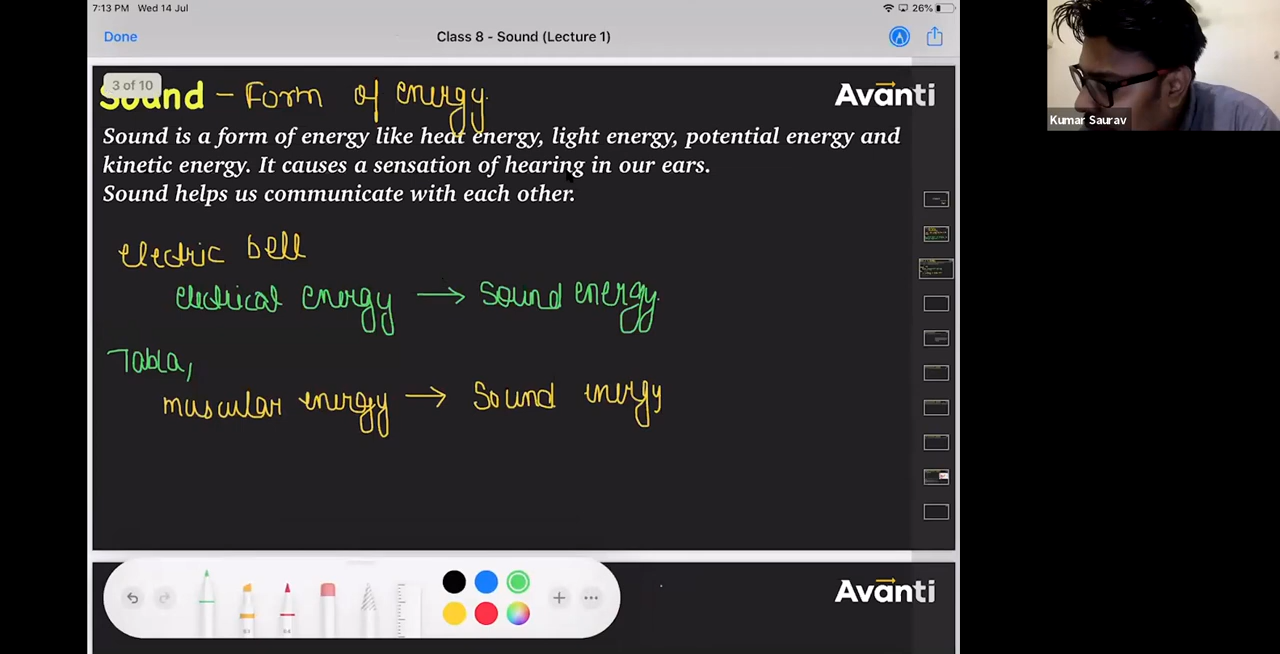 7:13 PM Wed 14 Jul
26%
Done
Class 8 - Sound (Lecture 1)
3 of 10
Sound - Form of energy.
Avanti
Sound is a form of energy like heat energy, light energy, potential energy and
kinetic energy. It causes a sensation of hearing in our ears.
Sound helps us communicate with each other.
electric bell
electrical energy → sound energy.
Tabla,
muscular energy → Sound energy
Avanti
Kumar Saurav